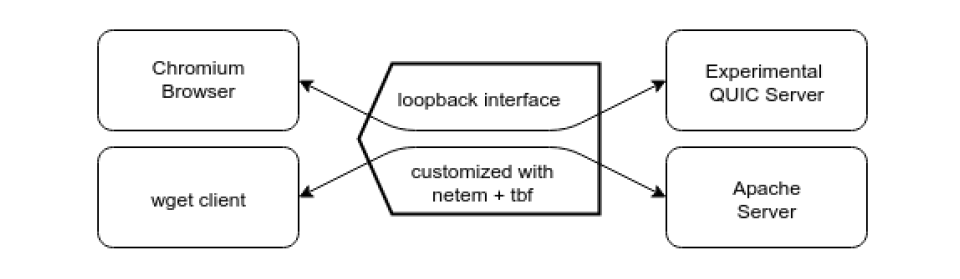 Chromium
Browser
wget client
loopback interface
customized with
netem + tbf
Experimental
QUIC Server
Apache
Server